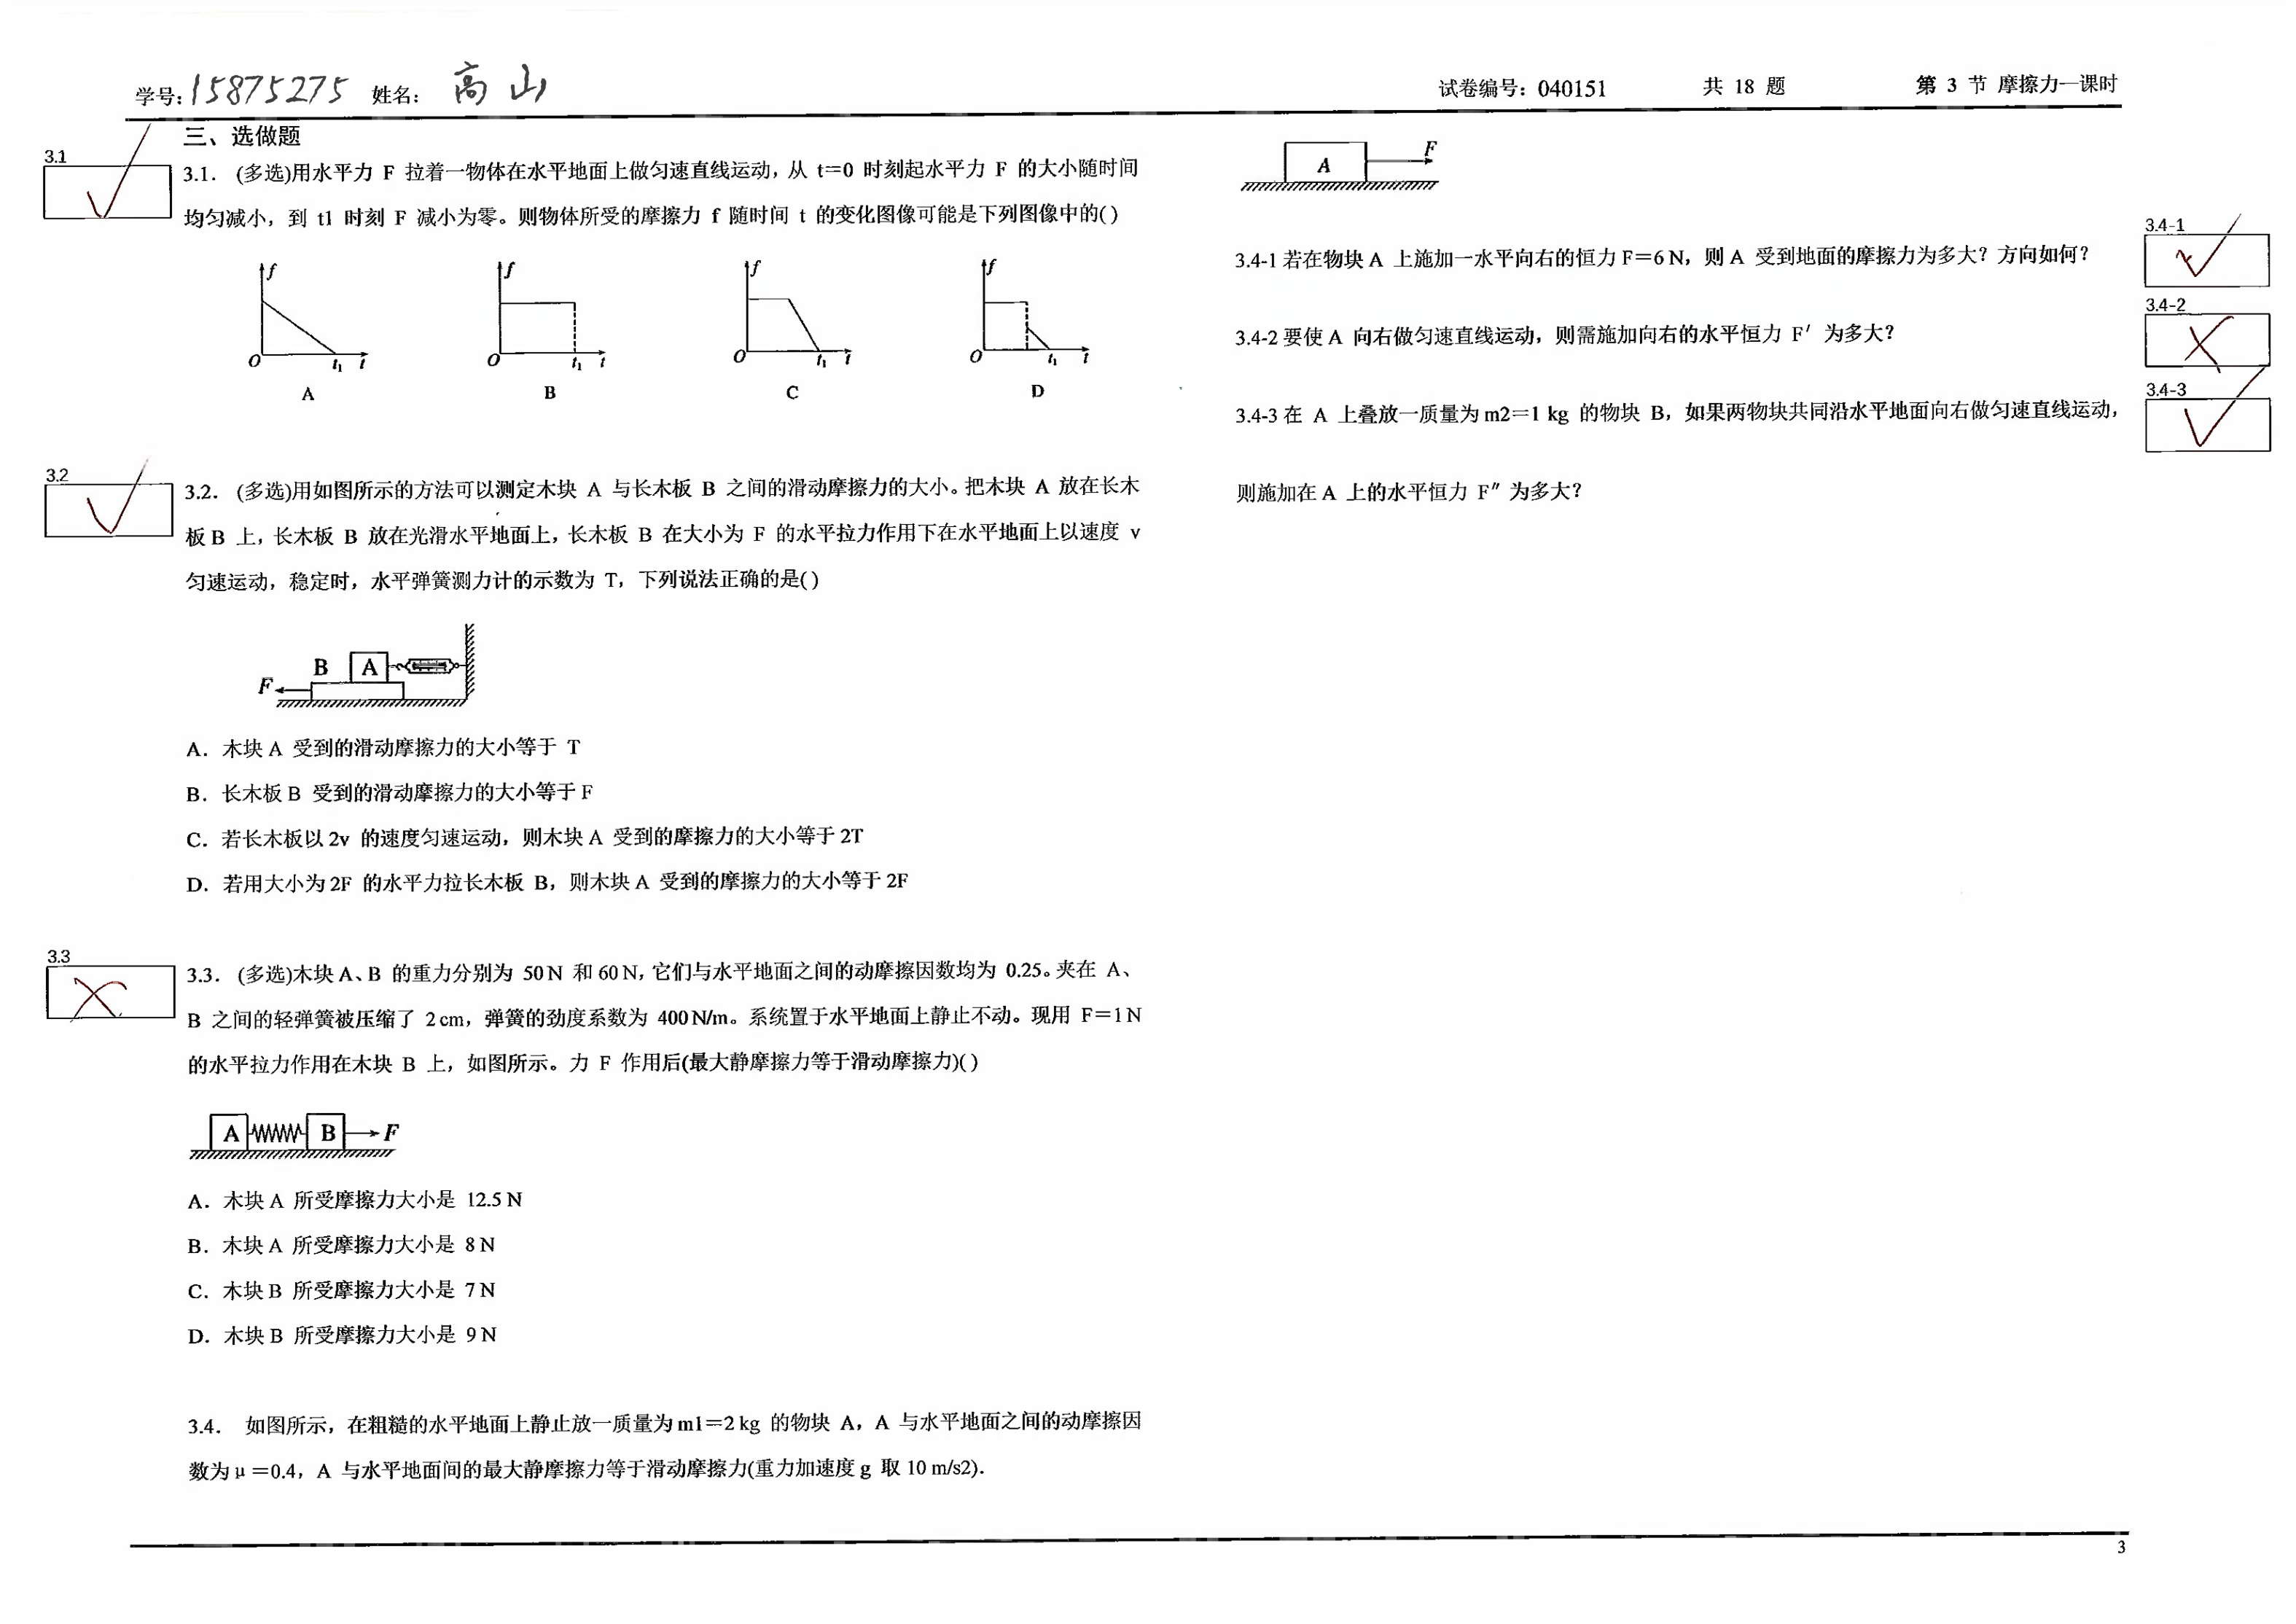 学号: 15875275 姓名: 高山 试卷编号: 040151 共 18 题 第 3 节 摩擦力一课时
三、选做题
3.1
3.1. (多选)用水平力 F 拉着一物体在水平地面上做匀速直线运动, 从 t=0 时刻起水平力 F 的大小随时间
均匀减小, 到 t1 时刻 F 减小为零。则物体所受的摩擦力 f 随时间 t 的变化图像可能是下列图像中的( )
f O t₁ t
A
f O t₁ t
B
f O t₁ t
C
f O t₁ t
D
3.2
3.2. (多选)用如图所示的方法可以测定木块 A 与长木板 B 之间的滑动摩擦力的大小。把木块 A 放在长木
板 B 上, 长木板 B 放在光滑水平地面上, 长木板 B 在大小为 F 的水平拉力作用下在水平地面上以速度 v
匀速运动, 稳定时, 水平弹簧测力计的示数为 T, 下列说法正确的是( )
B A
F
A. 木块 A 受到的滑动摩擦力的大小等于 T
B. 长木板 B 受到的滑动摩擦力的大小等于 F
C. 若长木板以 2v 的速度匀速运动, 则木块 A 受到的摩擦力的大小等于 2T
D. 若用大小为 2F 的水平力拉长木板 B, 则木块 A 受到的摩擦力的大小等于 2F
3.3
3.3. (多选)木块 A、B 的重力分别为 50 N 和 60 N, 它们与水平地面之间的动摩擦因数均为 0.25。夹在 A、
B 之间的轻弹簧被压缩了 2 cm, 弹簧的劲度系数为 400 N/m。系统置于水平地面上静止不动。现用 F=1 N
的水平拉力作用在木块 B 上, 如图所示。力 F 作用后(最大静摩擦力等于滑动摩擦力)( )
A B F
A. 木块 A 所受摩擦力大小是 12.5 N
B. 木块 A 所受摩擦力大小是 8 N
C. 木块 B 所受摩擦力大小是 7 N
D. 木块 B 所受摩擦力大小是 9 N
3.4. 如图所示, 在粗糙的水平地面上静止放一质量为 m1=2 kg 的物块 A, A 与水平地面之间的动摩擦因
数为 μ=0.4, A 与水平地面间的最大静摩擦力等于滑动摩擦力(重力加速度 g 取 10 m/s2).
A F
3.4-1 若在物块 A 上施加一水平向右的恒力 F=6 N, 则 A 受到地面的摩擦力为多大? 方向如何?
3.4-1
3.4-2 要使 A 向右做匀速直线运动, 则需施加向右的水平恒力 F′ 为多大?
3.4-2
3.4-3 在 A 上叠放一质量为 m2=1 kg 的物块 B, 如果两物块共同沿水平地面向右做匀速直线运动,
3.4-3
则施加在 A 上的水平恒力 F″ 为多大?
3